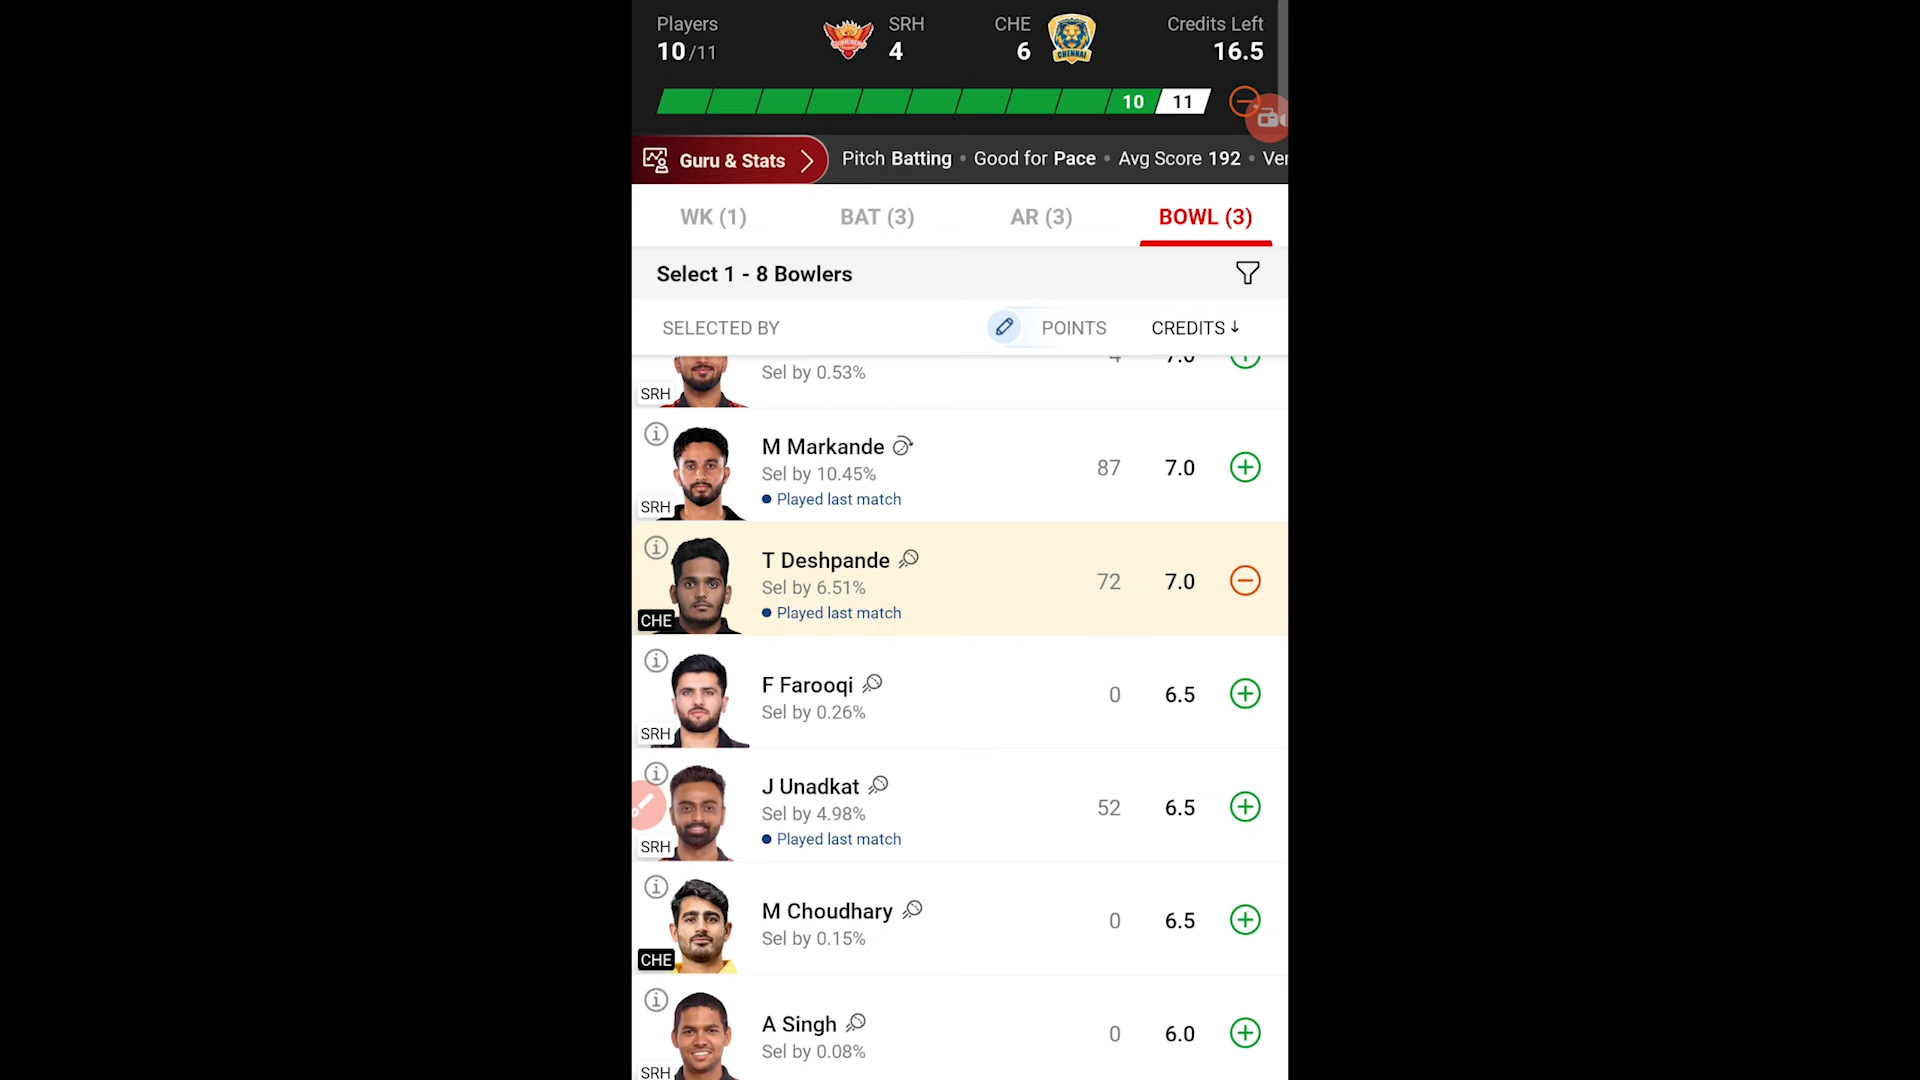 Players
10 /11
SRH
4
CHE
6
CHENNAI
Credits Left
16.5
10
11
Guru & Stats
Pitch Batting • Good for Pace • Avg Score 192 • Ver
WK (1)
BAT (3)
AR (3)
BOWL (3)
Select 1 - 8 Bowlers
SELECTED BY
POINTS
CREDITS ↓
Sel by 0.53%
4
7.0
SRH
M Markande
Sel by 10.45%
Played last match
87
7.0
SRH
T Deshpande
Sel by 6.51%
Played last match
72
7.0
CHE
F Farooqi
Sel by 0.26%
0
6.5
SRH
J Unadkat
Sel by 4.98%
Played last match
52
6.5
SRH
M Choudhary
Sel by 0.15%
0
6.5
CHE
A Singh
Sel by 0.08%
0
6.0
SRH